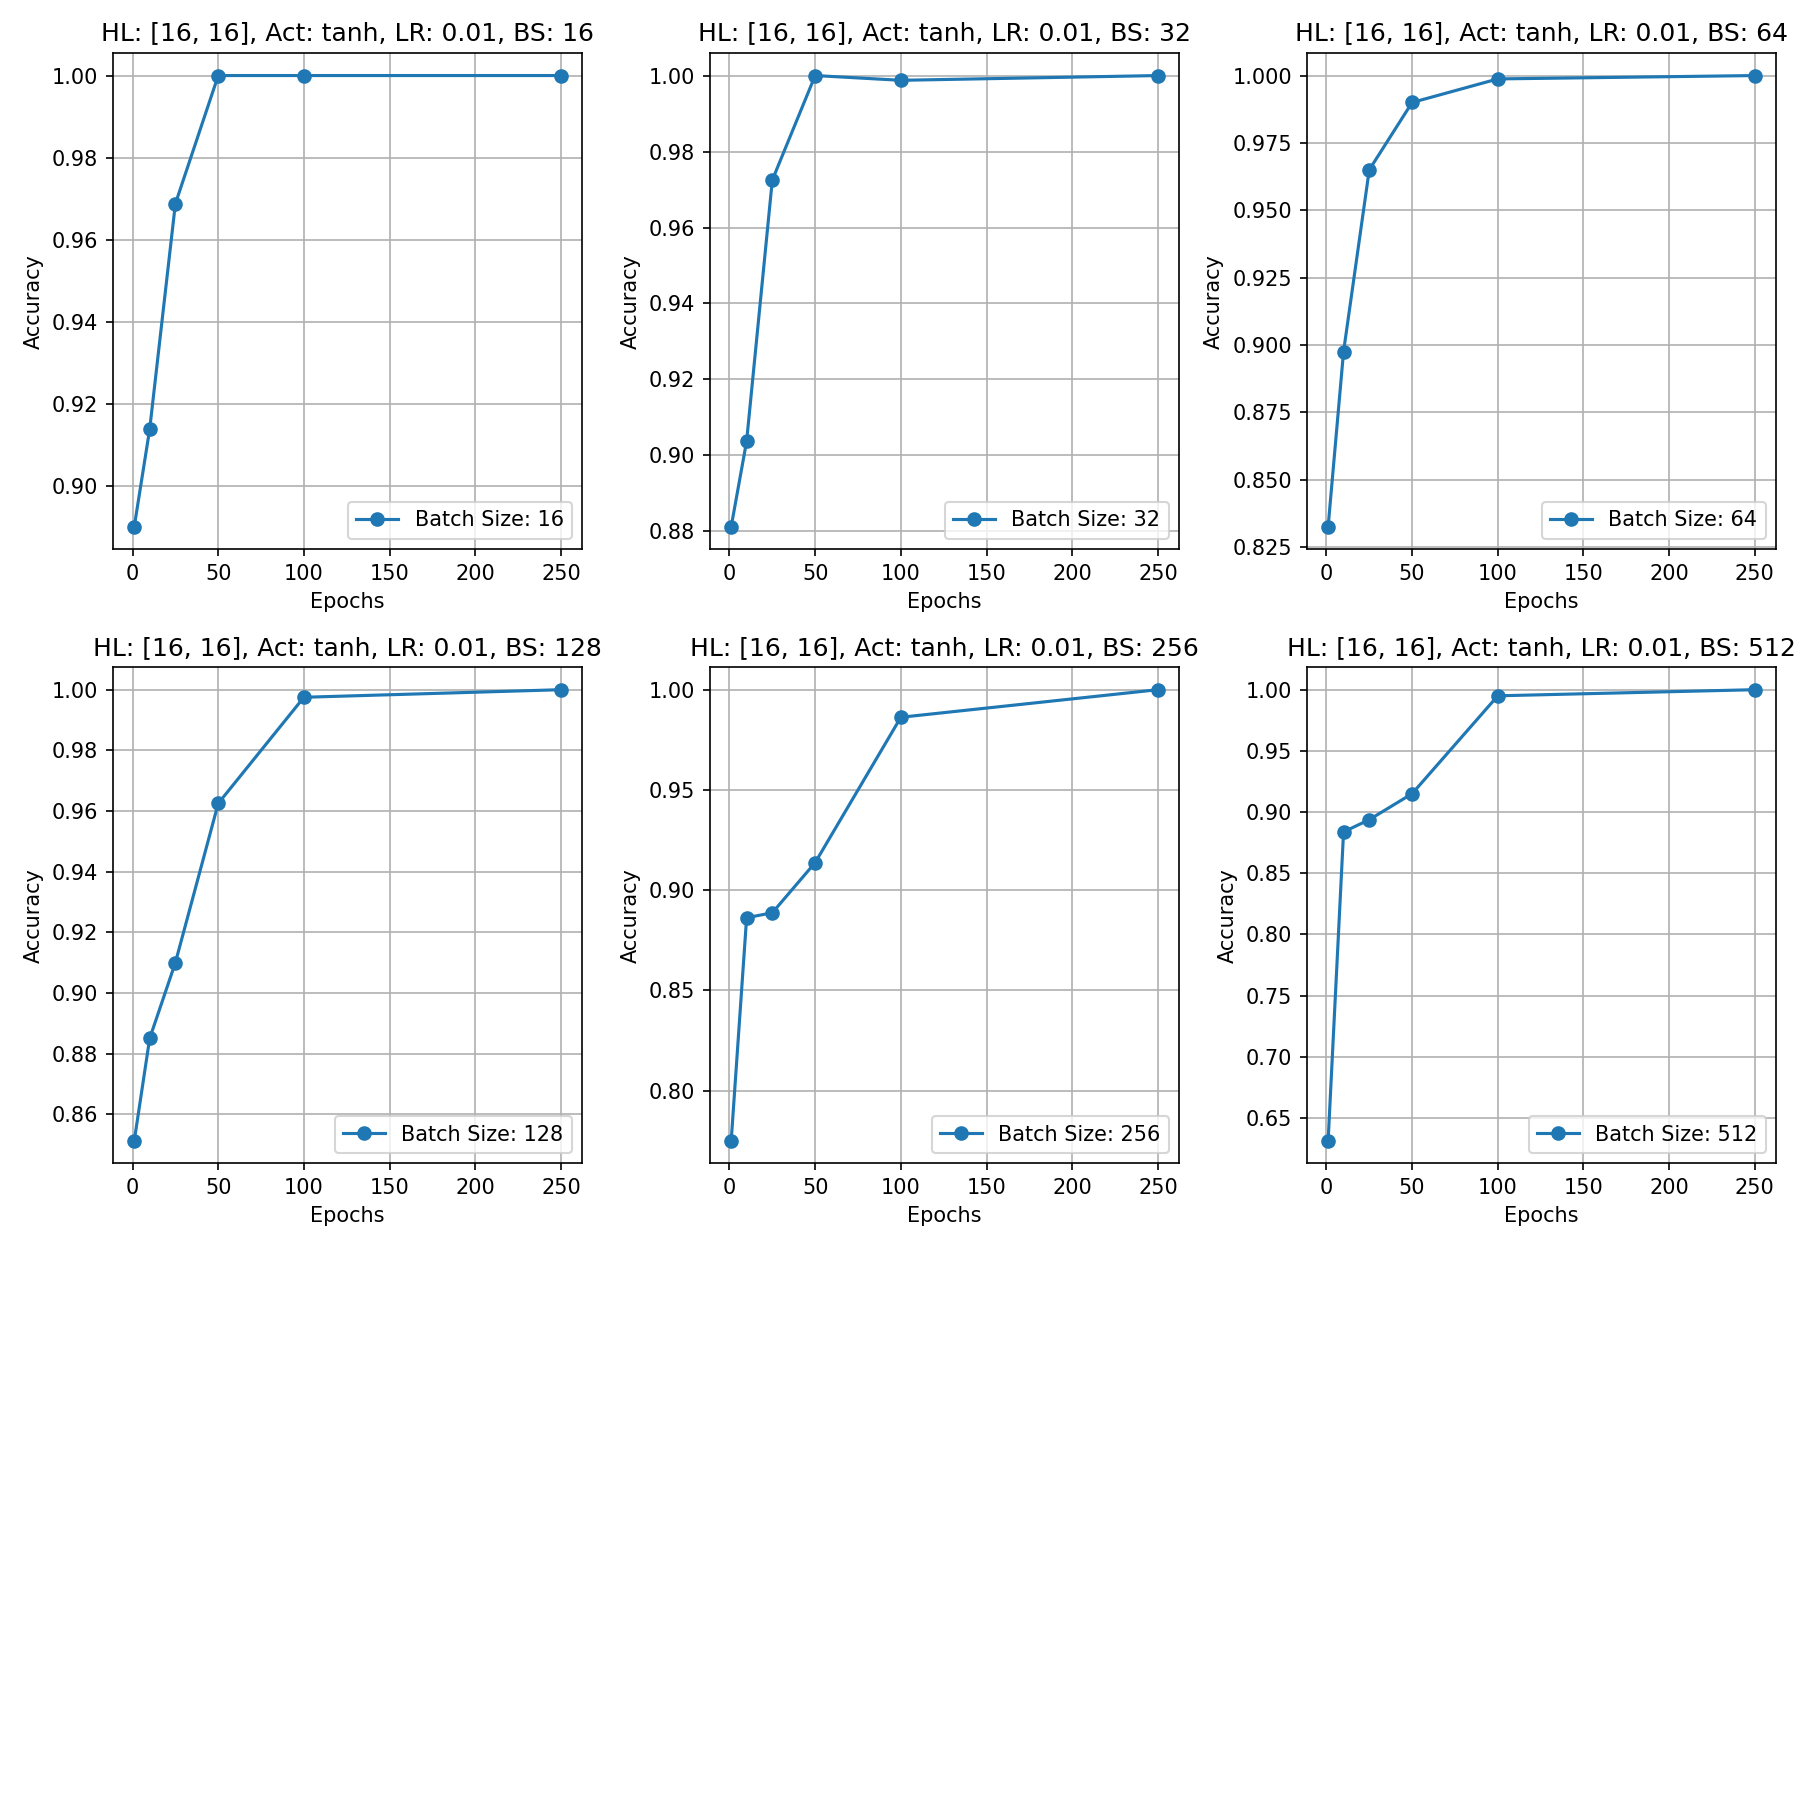 HL: [16, 16], Act: tanh, LR: 0.01, BS: 16
1.00
0.98
0.96
0.94
0.92
0.90
Accuracy
Batch Size: 16
0 50 100 150 200 250
Epochs
HL: [16, 16], Act: tanh, LR: 0.01, BS: 32
1.00
0.98
0.96
0.94
0.92
0.90
0.88
Accuracy
Batch Size: 32
0 50 100 150 200 250
Epochs
HL: [16, 16], Act: tanh, LR: 0.01, BS: 64
1.000
0.975
0.950
0.925
0.900
0.875
0.850
0.825
Accuracy
Batch Size: 64
0 50 100 150 200 250
Epochs
HL: [16, 16], Act: tanh, LR: 0.01, BS: 128
1.00
0.98
0.96
0.94
0.92
0.90
0.88
0.86
Accuracy
Batch Size: 128
0 50 100 150 200 250
Epochs
HL: [16, 16], Act: tanh, LR: 0.01, BS: 256
1.00
0.95
0.90
0.85
0.80
Accuracy
Batch Size: 256
0 50 100 150 200 250
Epochs
HL: [16, 16], Act: tanh, LR: 0.01, BS: 512
1.00
0.95
0.90
0.85
0.80
0.75
0.70
0.65
Accuracy
Batch Size: 512
0 50 100 150 200 250
Epochs